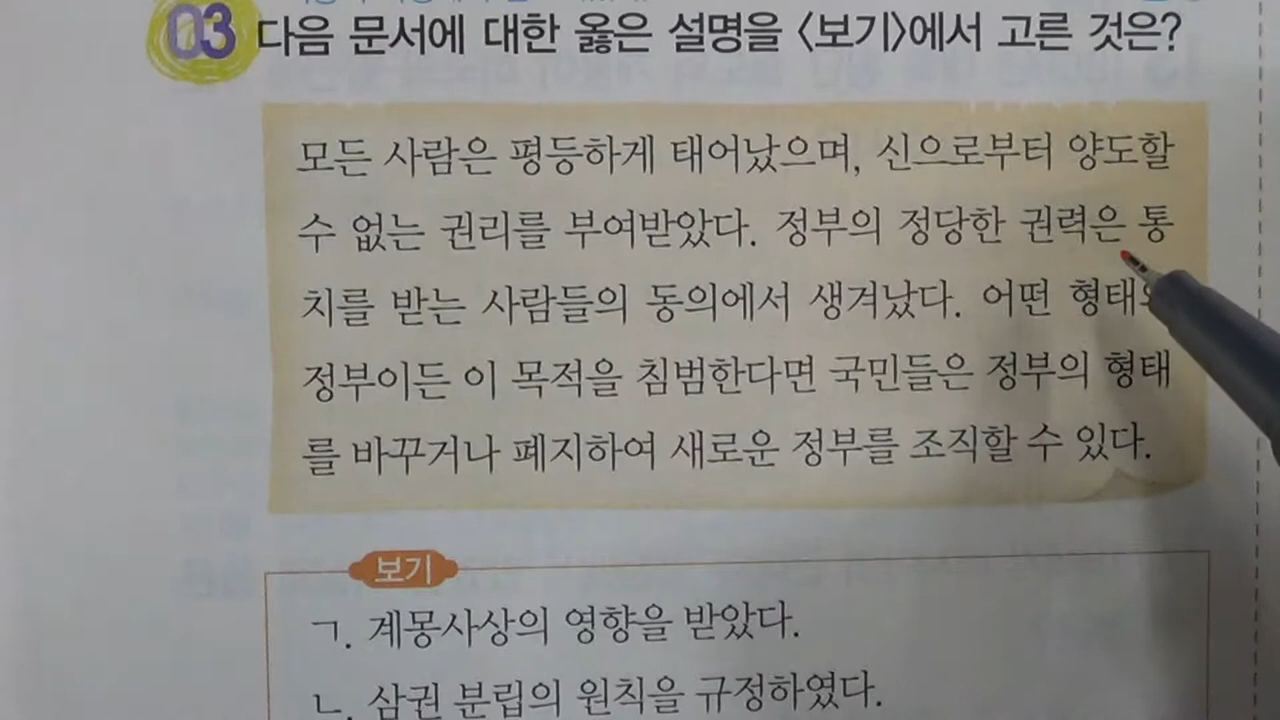 03 다음 문서에 대한 옳은 설명을 <보기>에서 고른 것은?
모든 사람은 평등하게 태어났으며, 신으로부터 양도할
수 없는 권리를 부여받았다. 정부의 정당한 권력은 통
치를 받는 사람들의 동의에서 생겨났다. 어떤
정부이든 이 목적을 침범한다면 국민들은 정부의 형태
를 바꾸거나 폐지하여 새로운 정부를 조직할 수 있다.
보기
ㄱ. 계몽사상의 영향을 받았다.
ㄴ. 삼권 분립의 원칙을 규정하였다.